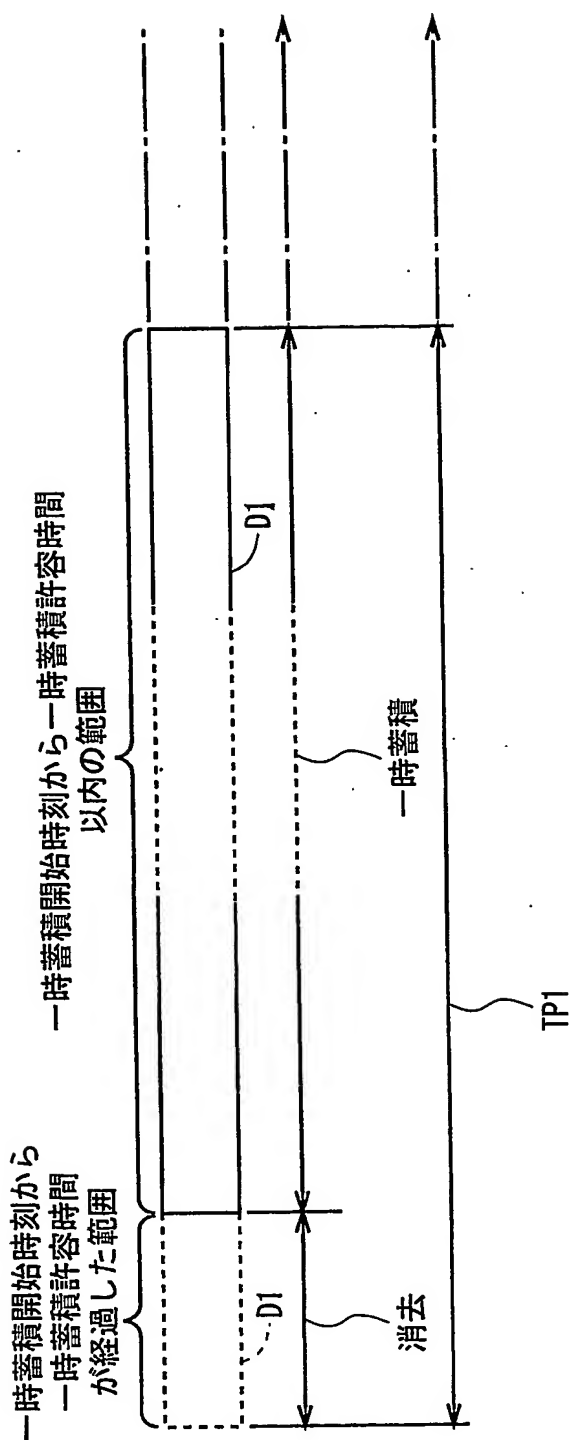 一時蓄積開始時刻から
一時蓄積許容時間
が経過した範囲
一時蓄積開始時刻から一時蓄積許容時間
以内の範囲
D1
D1
消去
一時蓄積
TP1